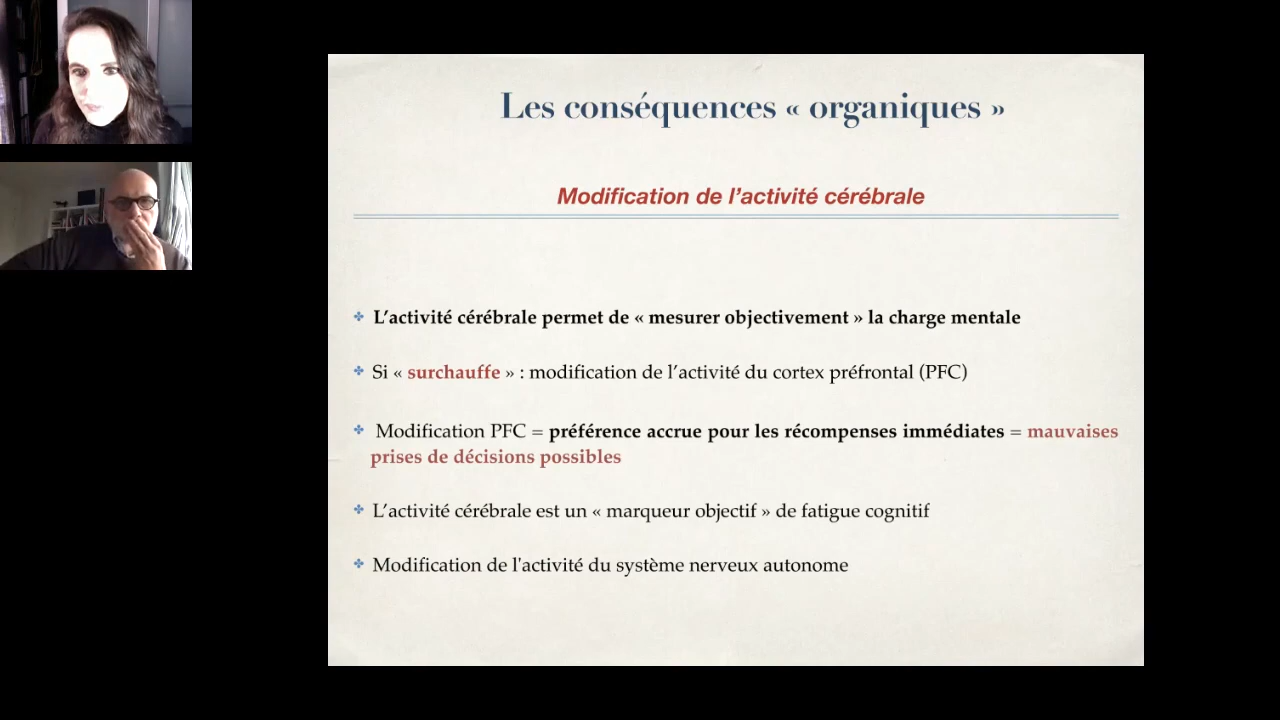 Les conséquences « organiques »
Modification de l’activité cérébrale
L’activité cérébrale permet de « mesurer objectivement » la charge mentale
Si « surchauffe » : modification de l’activité du cortex préfrontal (PFC)
Modification PFC = préférence accrue pour les récompenses immédiates = mauvaises
prises de décisions possibles
L’activité cérébrale est un « marqueur objectif » de fatigue cognitif
Modification de l'activité du système nerveux autonome